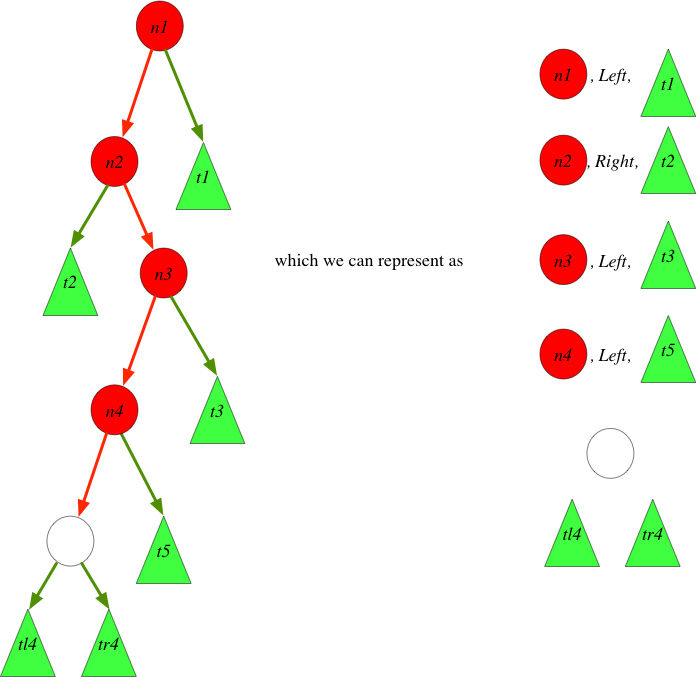 n1
n2
t1
t2
n3
n4
t3
t5
tl4
tr4
which we can represent as
n1 , Left, t1
n2 , Right, t2
n3 , Left, t3
n4 , Left, t5
tl4 tr4